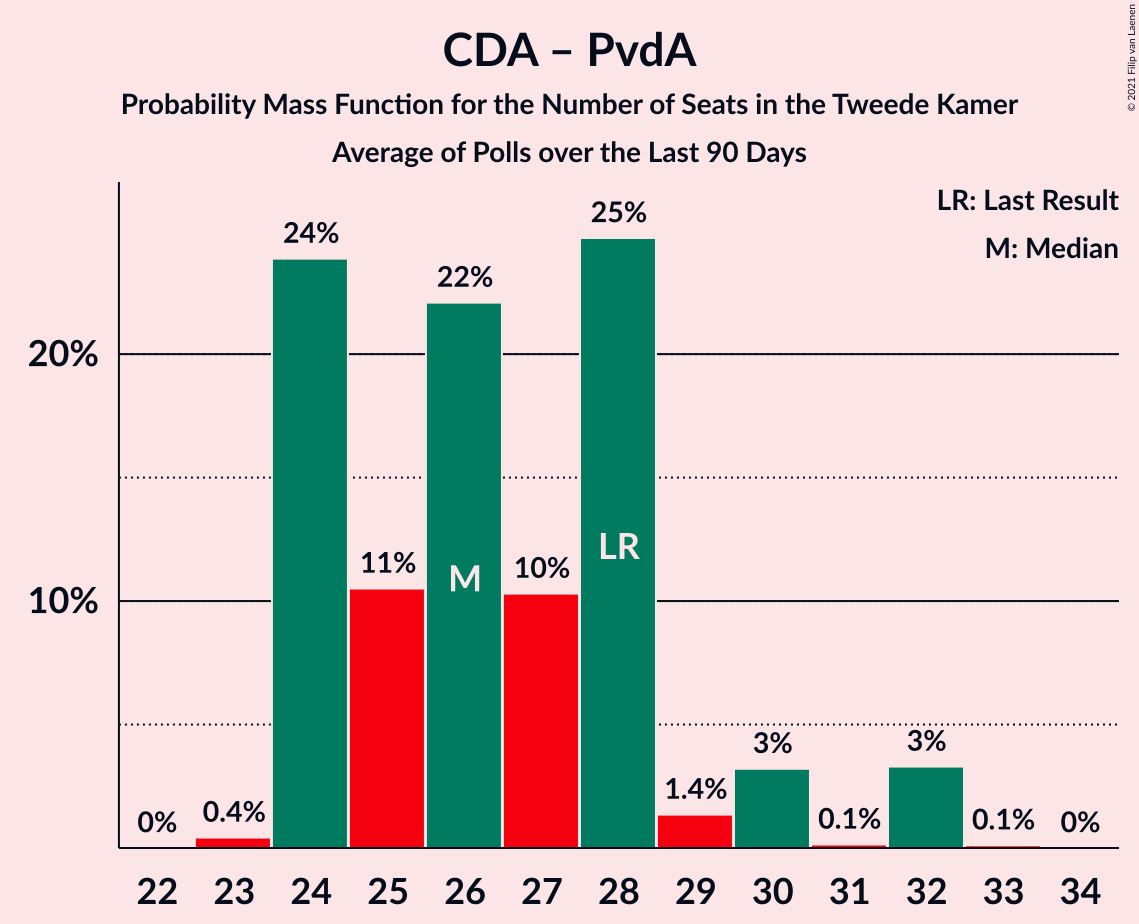 CDA – PvdA
Probability Mass Function for the Number of Seats in the Tweede Kamer
Average of Polls over the Last 90 Days
© 2021 Filip van Laenen
LR: Last Result
M: Median
20%
10%
0%
0.4%
24%
11%
22%
10%
25%
1.4%
3%
0.1%
3%
0.1%
0%
M
LR
22 23 24 25 26 27 28 29 30 31 32 33 34